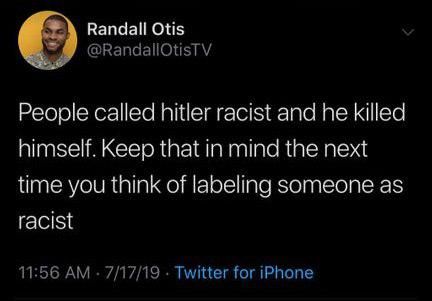 Randall Otis
@RandallOtisTV
People called hitler racist and he killed
himself. Keep that in mind the next
time you think of labeling someone as
racist
11:56 AM · 7/17/19 · Twitter for iPhone